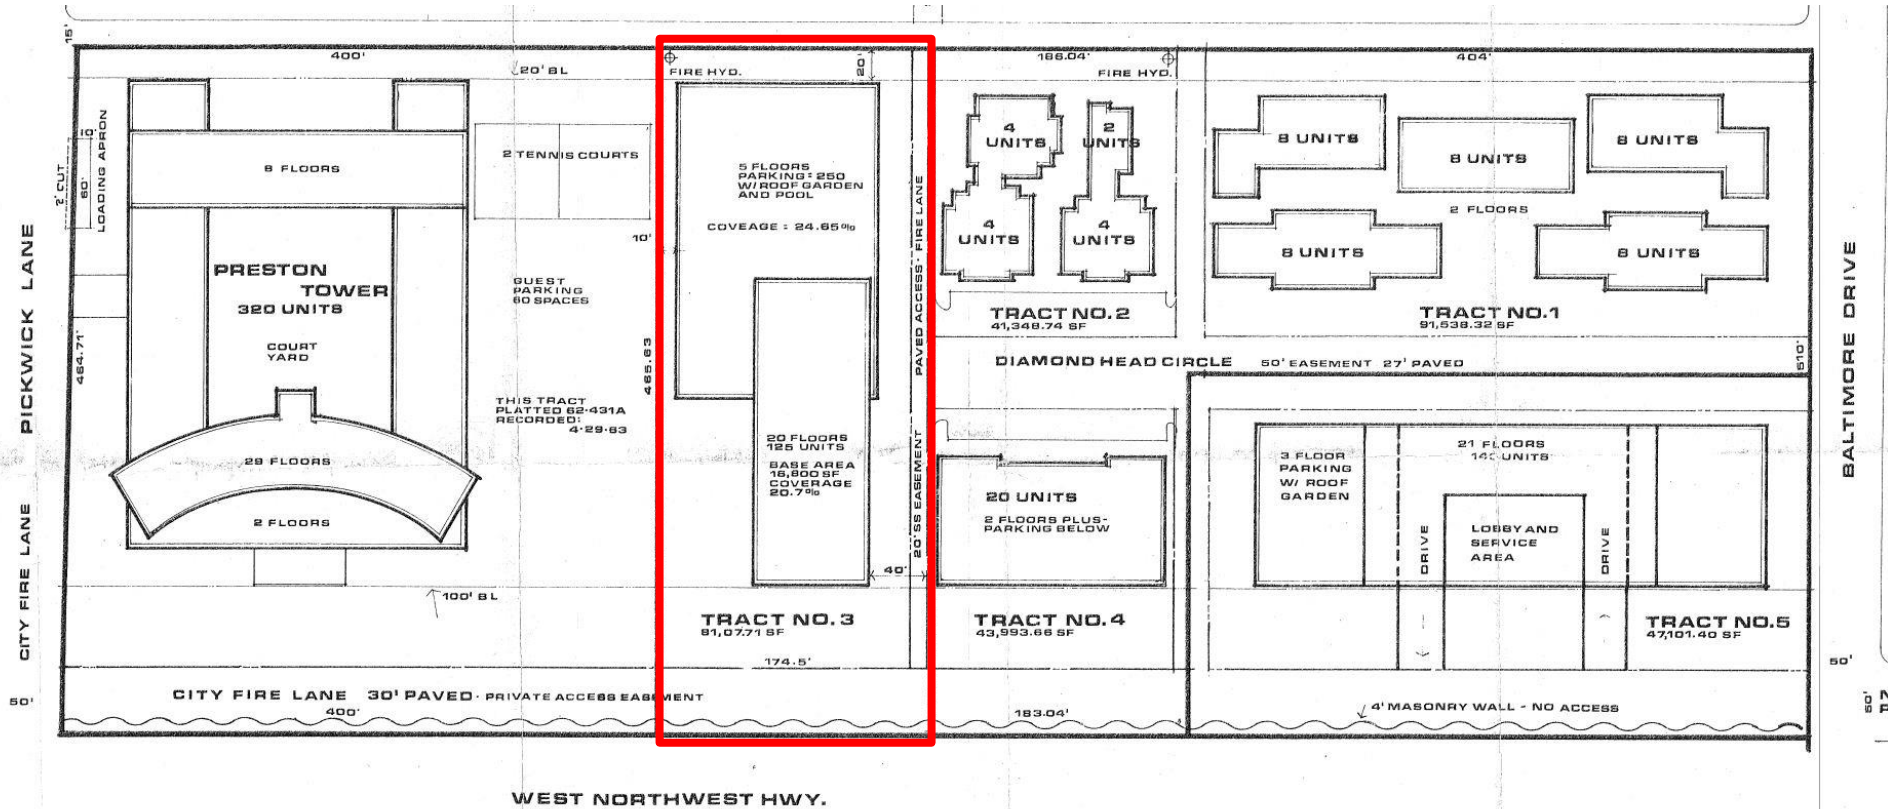 15'
400'
20' BL
FIRE HYD.
20'
186.04'
FIRE HYD.
404'
10'
LOADING APRON
60'
2' CUT
8 FLOORS
2 TENNIS COURTS
5 FLOORS
PARKING: 250
W/ROOF GARDEN
AND POOL
COVEAGE : 24.65%
10'
PAVED ACCESS - FIRE LANE
4
UNITS
2
UNITS
4
UNITS
4
UNITS
8 UNITS
8 UNITS
8 UNITS
2 FLOORS
8 UNITS
8 UNITS
PICKWICK LANE
CITY FIRE LANE
464.71'
PRESTON
TOWER
320 UNITS
COURT
YARD
GUEST
PARKING
60 SPACES
465.63
THIS TRACT
PLATTED 62-431A
RECORDED:
4-29-63
TRACT NO. 2
41,348.74 SF
TRACT NO.1
91,538.32 SF
DIAMOND HEAD CIRCLE 50' EASEMENT 27' PAVED
510'
BALTIMORE DRIVE
29 FLOORS
2 FLOORS
100' BL
20 FLOORS
125 UNITS
BASE AREA
16,800 SF
COVERAGE
20.7%
40'
20' SS EASEMENT
20 UNITS
2 FLOORS PLUS-
PARKING BELOW
3 FLOOR
PARKING
W/ ROOF
GARDEN
21 FLOORS
UNITS
LOBBY AND
SERVICE
AREA
DRIVE
DRIVE
TRACT NO. 3
81,07.71 SF
174.5'
TRACT NO. 4
43,993.66 SF
TRACT NO.5
47,101.40 SF
50'
50'
50'
CITY FIRE LANE 30' PAVED - PRIVATE ACCESS EASEMENT
400'
183.04'
4' MASONRY WALL - NO ACCESS
WEST NORTHWEST HWY.